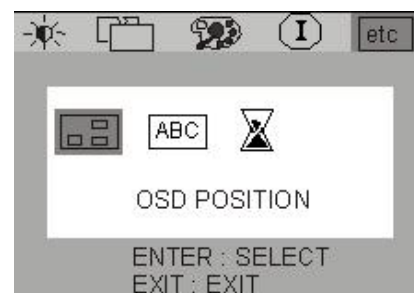 I etc
ABC
OSD POSITION
ENTER : SELECT
EXIT : EXIT